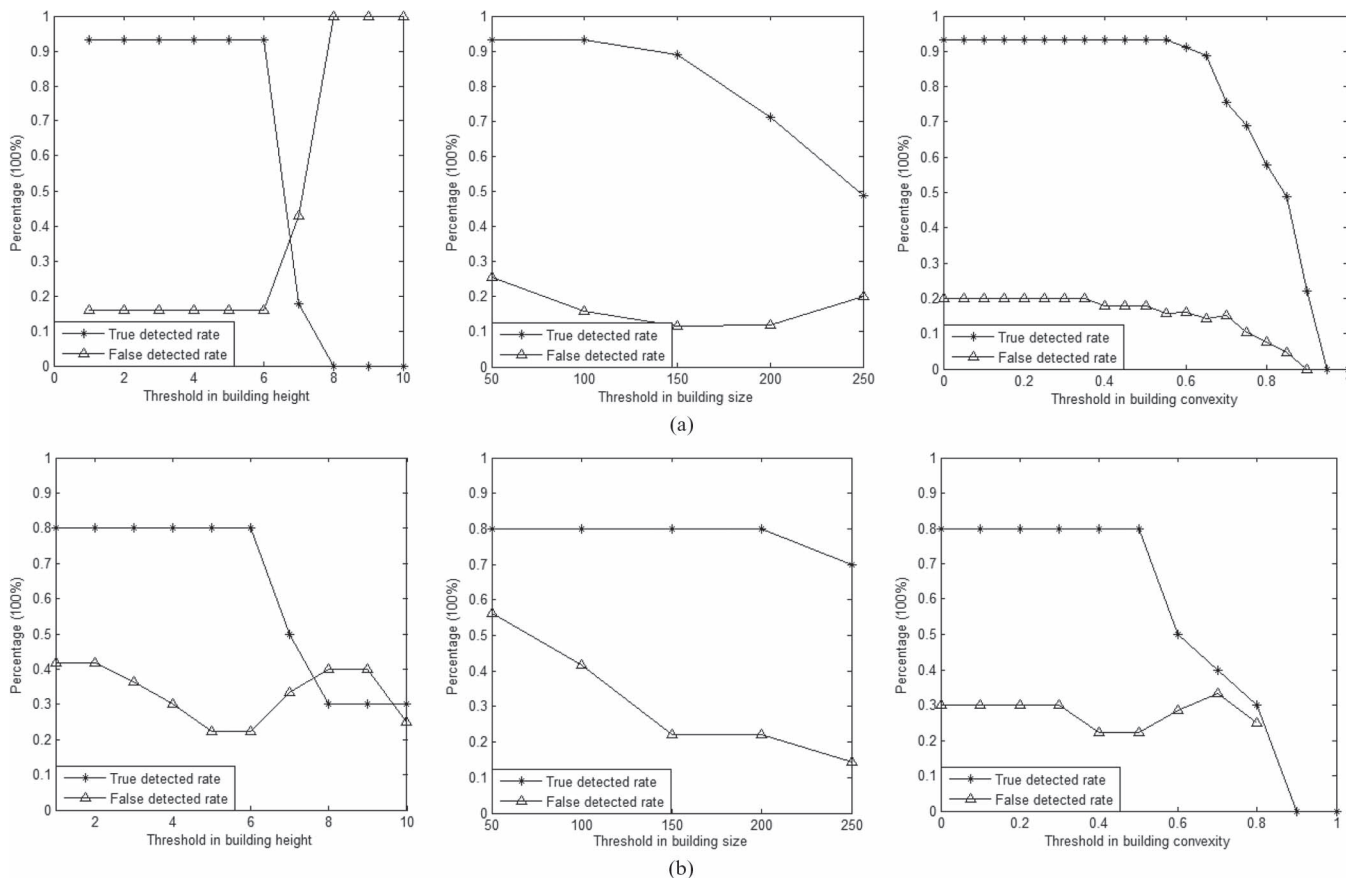 1
0.9
0.8
0.7
0.6
0.5
0.4
0.3
0.2
0.1
0
Percentage (100%)
True detected rate
False detected rate
0 2 4 6 8 10
Threshold in building height
1
0.9
0.8
0.7
0.6
0.5
0.4
0.3
0.2
0.1
0
Percentage (100%)
True detected rate
False detected rate
50 100 150 200 250
Threshold in building size
1
0.9
0.8
0.7
0.6
0.5
0.4
0.3
0.2
0.1
0
Percentage (100%)
True detected rate
False detected rate
0 0.2 0.4 0.6 0.8 1
Threshold in building convexity
(a)
1
0.9
0.8
0.7
0.6
0.5
0.4
0.3
0.2
0.1
0
Percentage (100%)
True detected rate
False detected rate
2 4 6 8 10
Threshold in building height
1
0.9
0.8
0.7
0.6
0.5
0.4
0.3
0.2
0.1
0
Percentage (100%)
True detected rate
False detected rate
50 100 150 200 250
Threshold in building size
1
0.9
0.8
0.7
0.6
0.5
0.4
0.3
0.2
0.1
0
Percentage (100%)
True detected rate
False detected rate
0 0.2 0.4 0.6 0.8 1
Threshold in building convexity
(b)